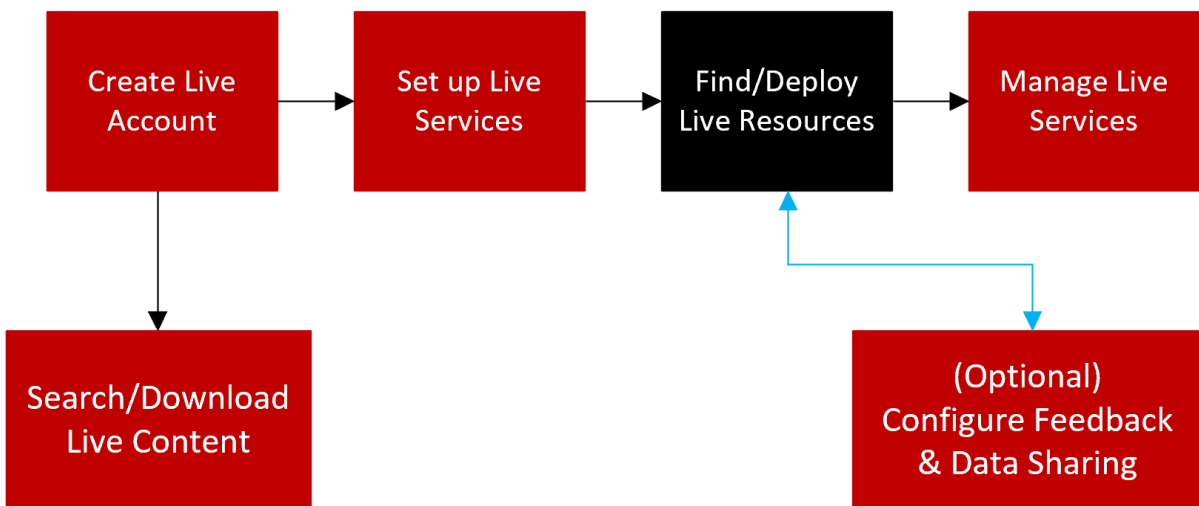 Create Live
Account
Set up Live
Services
Find/Deploy
Live Resources
Manage Live
Services
Search/Download
Live Content
(Optional)
Configure Feedback
& Data Sharing